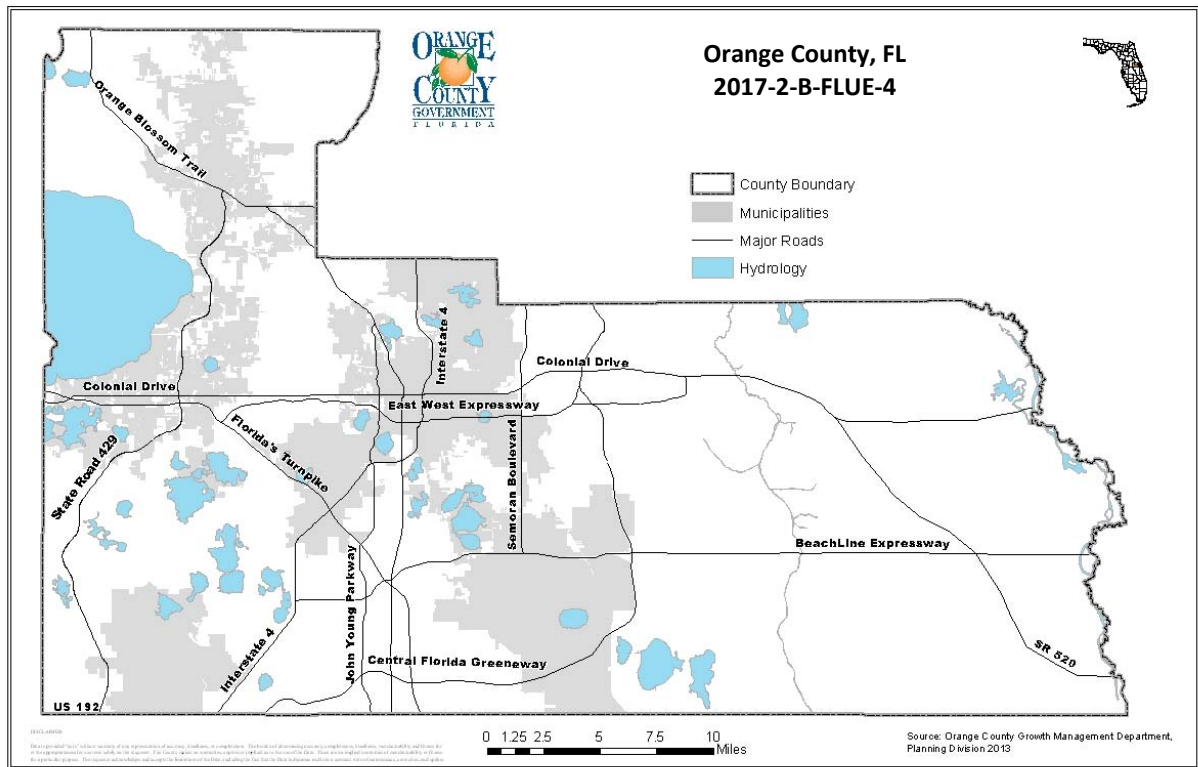 ORANGE
COUNTY
GOVERNMENT
FLORIDA
Orange County, FL
2017-2-B-FLUE-4
County Boundary
Municipalities
Major Roads
Hydrology
Orange Blossom Trail
Interstate 4
Colonial Drive
Colonial Drive
East West Expressway
Florida's Turnpike
State Road 429
Semoran Boulevard
BeachLine Expressway
John Young Parkway
Interstate 4
Central Florida Greeneway
SR 520
US 192
DISCLAIMER
0 1.25 2.5 5 7.5 10
Miles
Source: Orange County Growth Management Department,